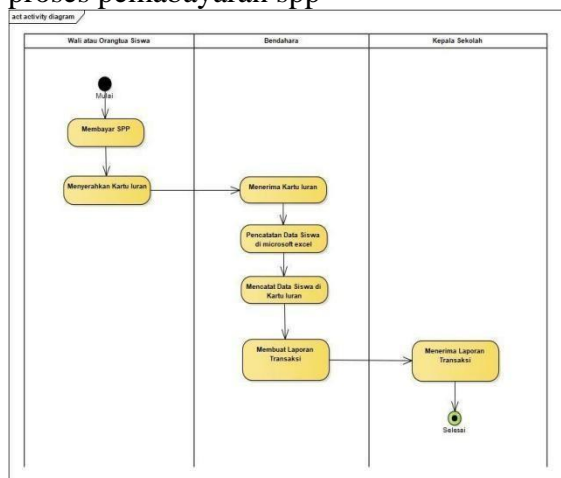 proses pembayaran spp
act activity diagram
Wali atau Orangtua Siswa
Bendahara
Kepala Sekolah
Mulai
Membayar SPP
Menyerahkan Kartu Iuran
Menerima Kartu Iuran
Pencatatan Data Siswa
di microsoft excel
Mencatat Data Siswa di
Kartu Iuran
Membuat Laporan
Transaksi
Menerima Laporan
Transaksi
Selesai